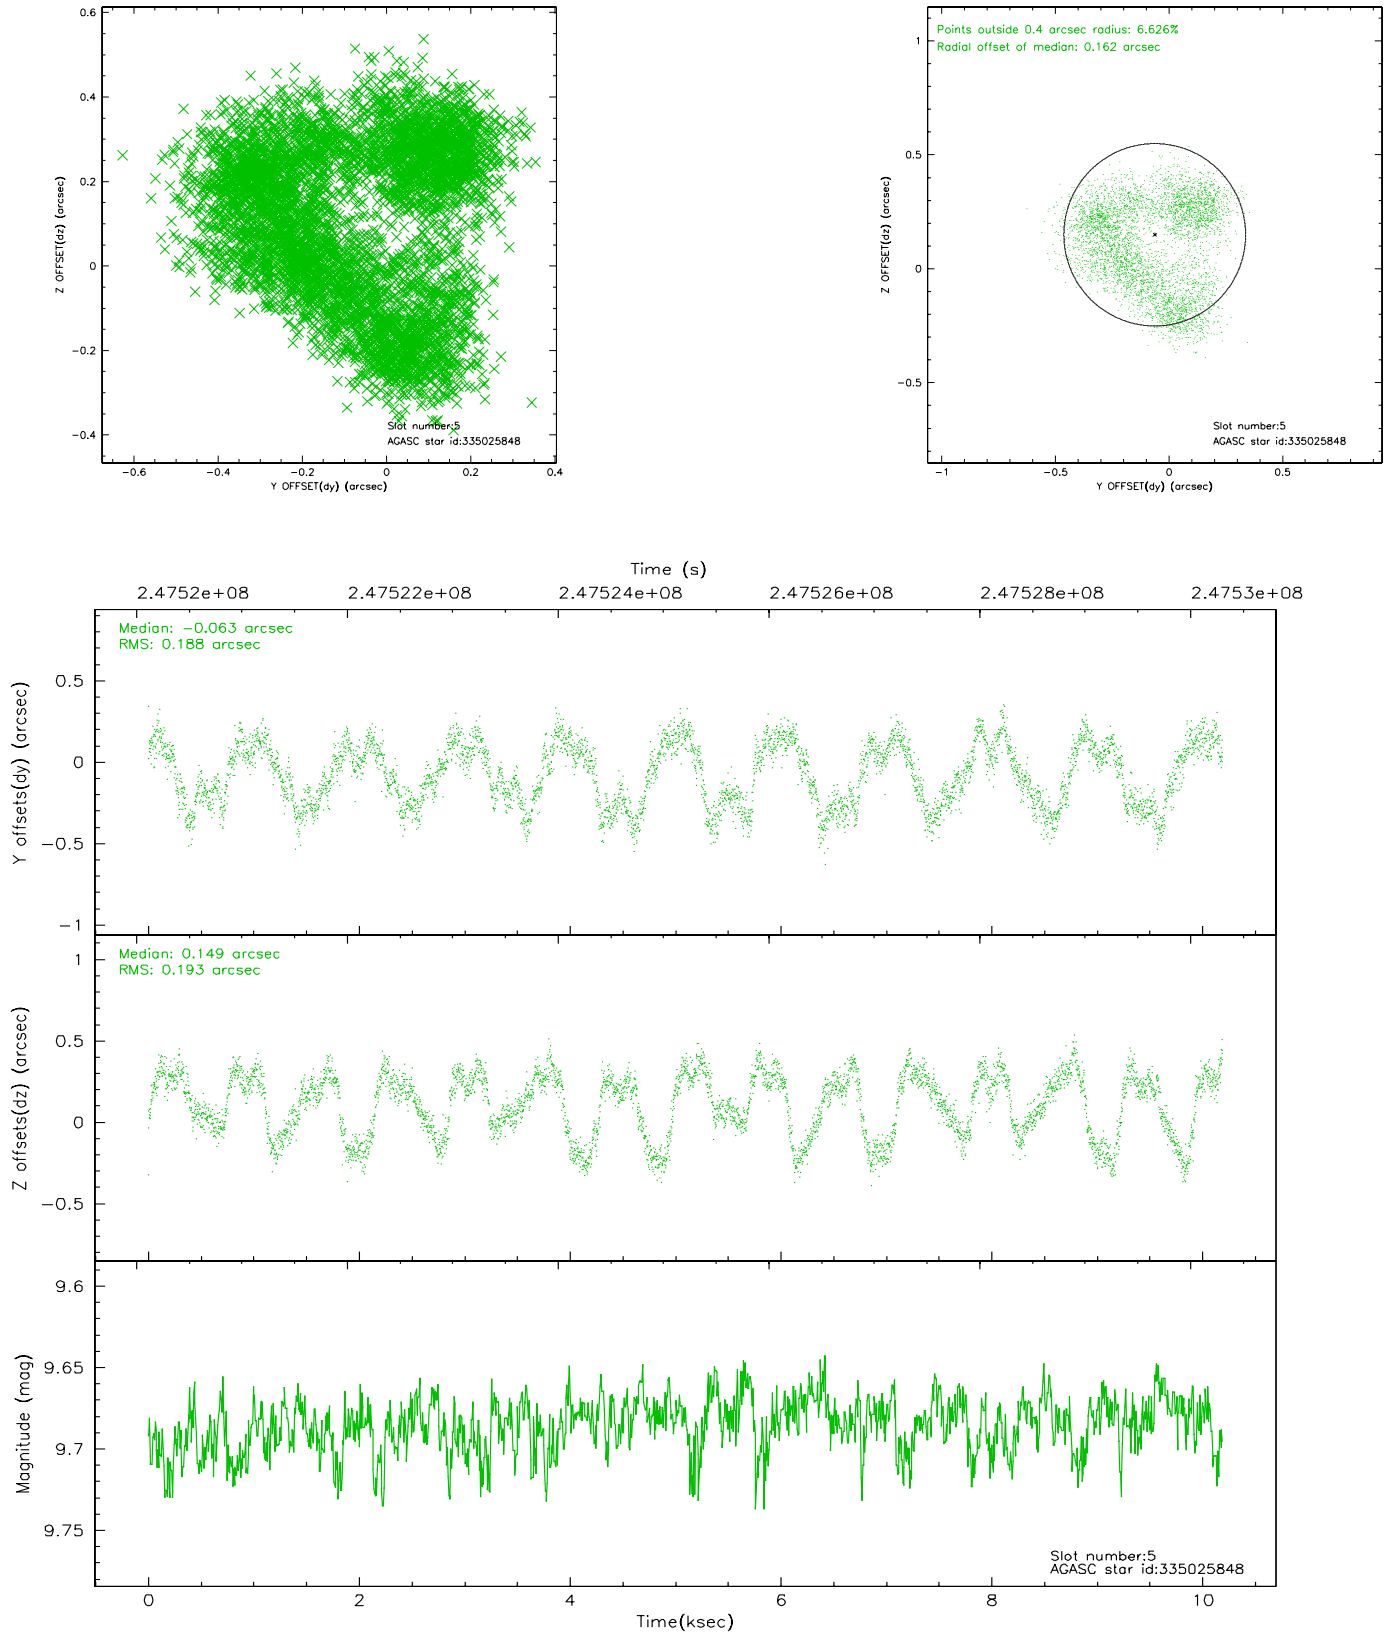 0.6
0.4
0.2
0
−0.2
−0.4
Z OFFSET(dz) (arcsec)
Slot number:5
AGASC star id:335025848
−0.6 −0.4 −0.2 0 0.2 0.4
Y OFFSET(dy) (arcsec)
Points outside 0.4 arcsec radius: 6.626%
Radial offset of median: 0.162 arcsec
1
0.5
0
−0.5
Z OFFSET(dz) (arcsec)
Slot number:5
AGASC star id:335025848
−1 −0.5 0 0.5
Y OFFSET(dy) (arcsec)
Time (s)
2.4752e+08 2.47522e+08 2.47524e+08 2.47526e+08 2.47528e+08 2.4753e+08
Median: −0.063 arcsec
RMS: 0.188 arcsec
0.5
0
−0.5
−1
Y offsets(dy) (arcsec)
Median: 0.149 arcsec
RMS: 0.193 arcsec
1
0.5
0
−0.5
Z offsets(dz) (arcsec)
9.6
9.65
9.7
9.75
Magnitude (mag)
Slot number:5
AGASC star id:335025848
0 2 4 6 8 10
Time(ksec)